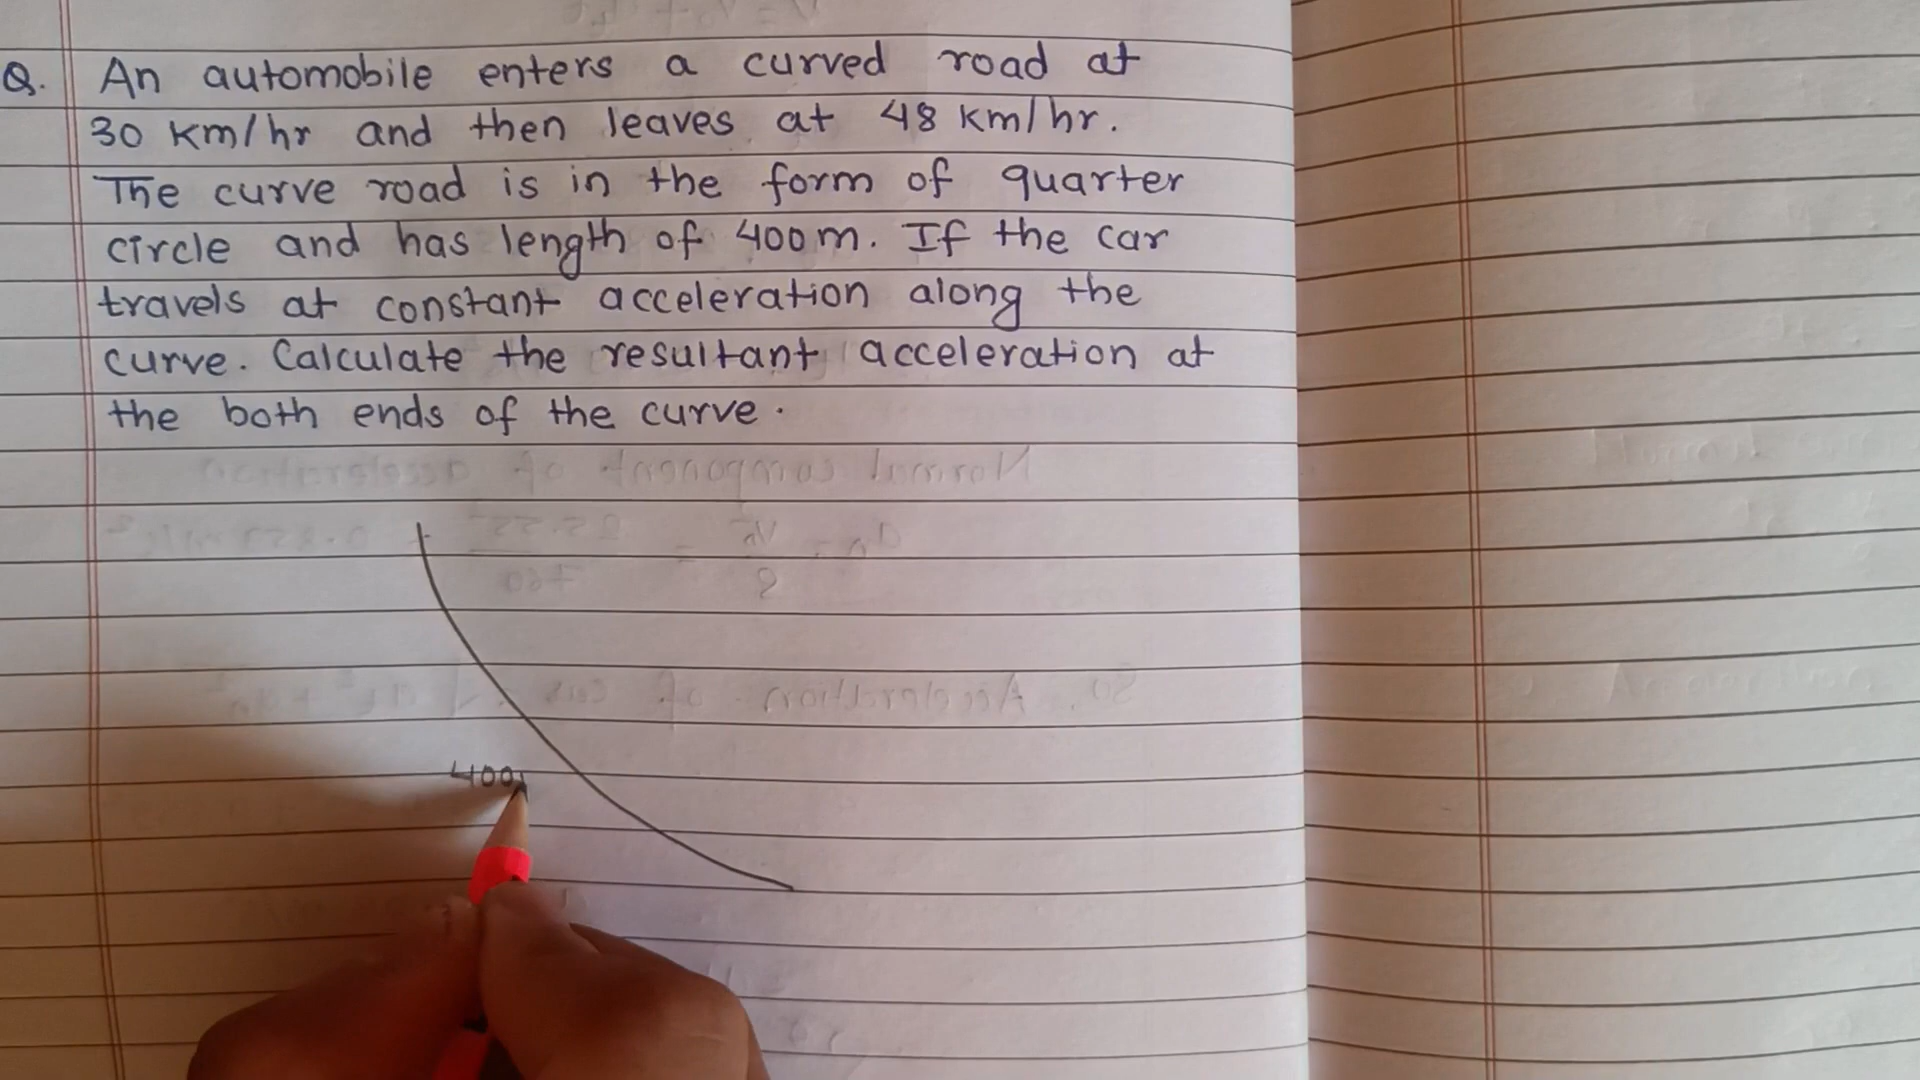 Q. An automobile enters a curved road at
30 km/hr and then leaves at 48 km/hr.
The curve road is in the form of quarter
circle and has length of 400m. If the car
travels at constant acceleration along the
curve. Calculate the resultant acceleration at
the both ends of the curve.
400